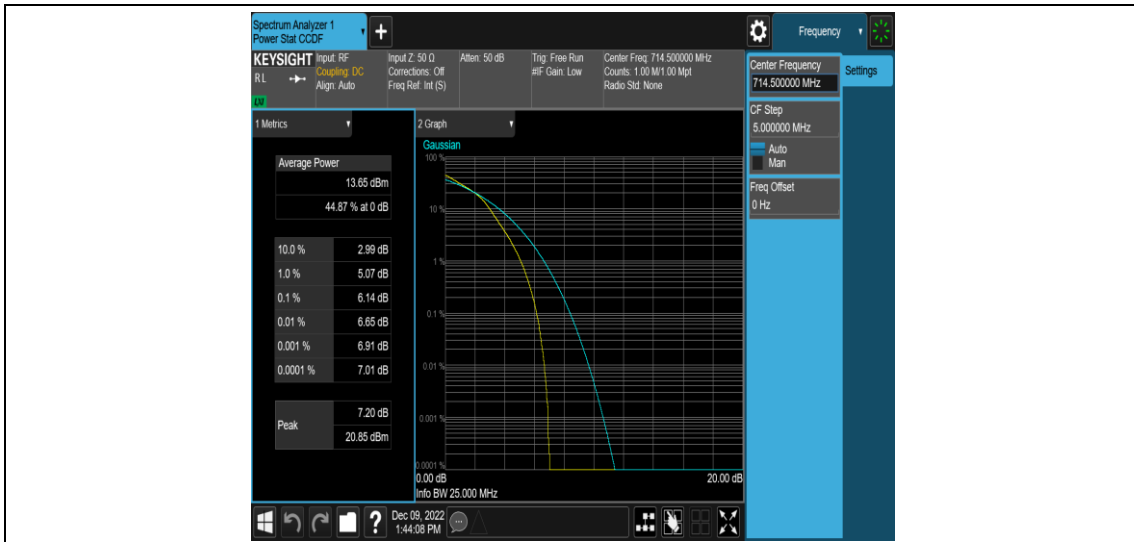 Spectrum Analyzer 1
Power Stat CCDF
+
Frequency
KEYSIGHT
RL
LXI
Input: RF
Coupling: DC
Align: Auto
Input Z: 50 Ω
Corrections: Off
Freq Ref: Int (S)
Atten: 50 dB
Trig: Free Run
#IF Gain: Low
Center Freq: 714.500000 MHz
Counts: 1.00 M/1.00 Mpt
Radio Std: None
Center Frequency
714.500000 MHz
Settings
CF Step
5.000000 MHz
Auto
Man
Freq Offset
0 Hz
1 Metrics
Average Power
13.65 dBm
44.87 % at 0 dB
10.0 % 2.99 dB
1.0 % 5.07 dB
0.1 % 6.14 dB
0.01 % 6.65 dB
0.001 % 6.91 dB
0.0001 % 7.01 dB
Peak
7.20 dB
20.85 dBm
2 Graph
Gaussian
100 %
10 %
1 %
0.1 %
0.01 %
0.001 %
0.0001 %
0.00 dB 20.00 dB
Info BW 25.000 MHz
?
Dec 09, 2022
1:44:08 PM